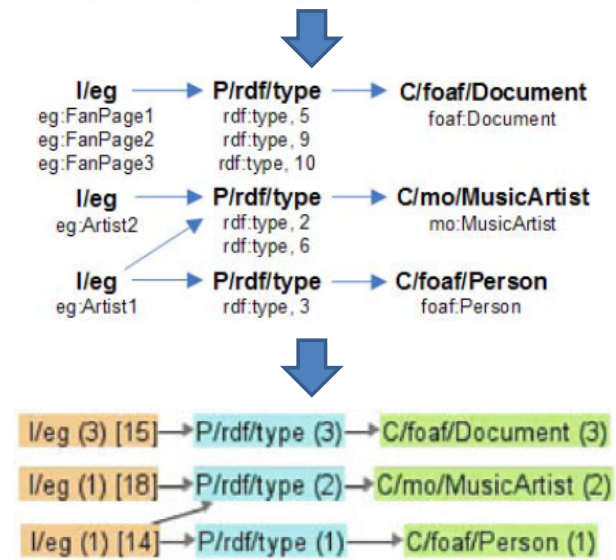 I/eg P/rdf/type C/foaf/Document
eg:FanPage1 rdf:type, 5 foaf:Document
eg:FanPage2 rdf:type, 9
eg:FanPage3 rdf:type, 10
I/eg P/rdf/type C/mo/MusicArtist
eg:Artist2 rdf:type, 2 mo:MusicArtist
rdf:type, 6
I/eg P/rdf/type C/foaf/Person
eg:Artist1 rdf:type, 3 foaf:Person
I/eg (3) [15] P/rdf/type (3) C/foaf/Document (3)
I/eg (1) [18] P/rdf/type (2) C/mo/MusicArtist (2)
I/eg (1) [14] P/rdf/type (1) C/foaf/Person (1)